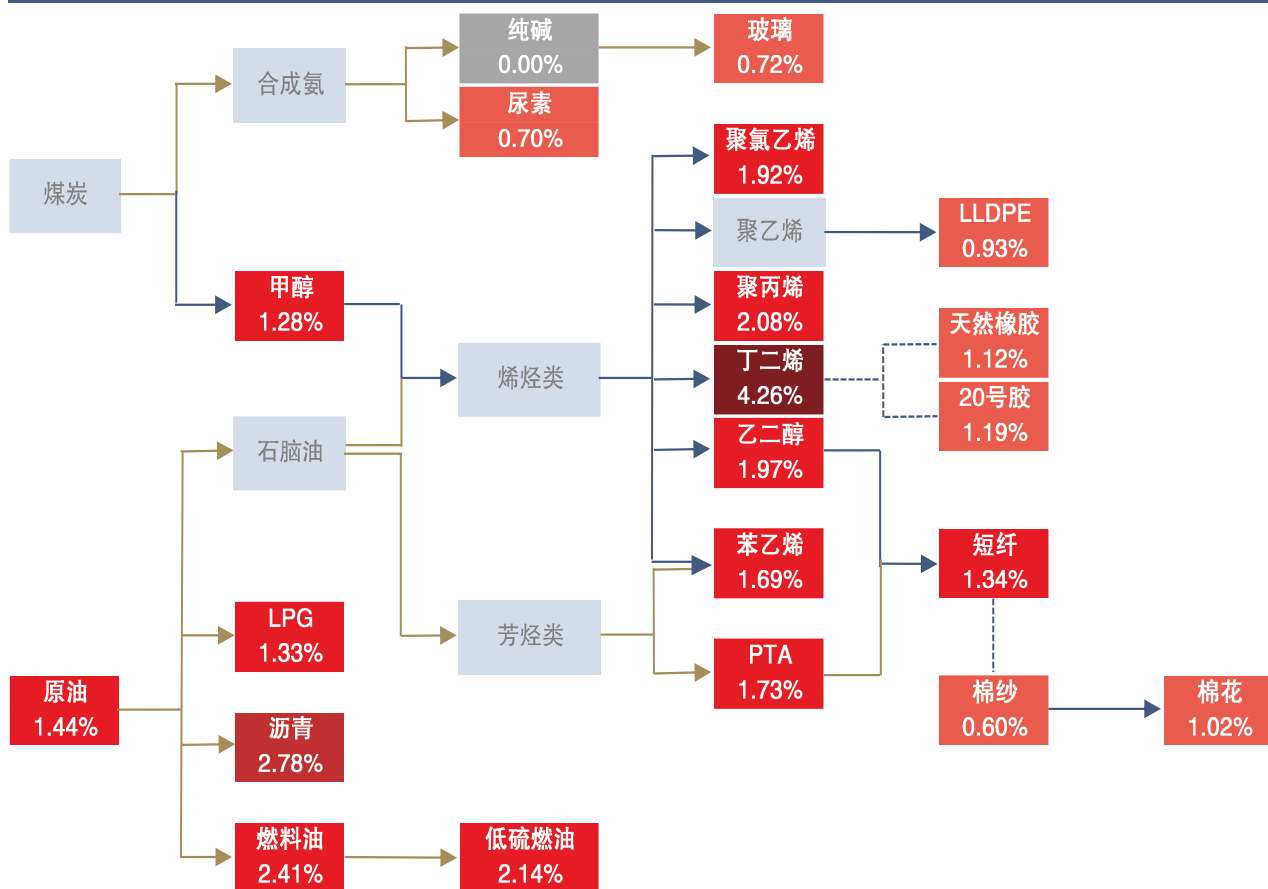 纯碱
0.00%
玻璃
0.72%
合成氨
尿素
0.70%
聚氯乙烯
1.92%
煤炭
聚乙烯
LLDPE
0.93%
甲醇
1.28%
聚丙烯
2.08%
天然橡胶
1.12%
烯烃类
丁二烯
4.26%
20号胶
1.19%
石脑油
乙二醇
1.97%
苯乙烯
1.69%
短纤
1.34%
LPG
1.33%
芳烃类
PTA
1.73%
原油
1.44%
棉纱
0.60%
棉花
1.02%
沥青
2.78%
燃料油
2.41%
低硫燃油
2.14%